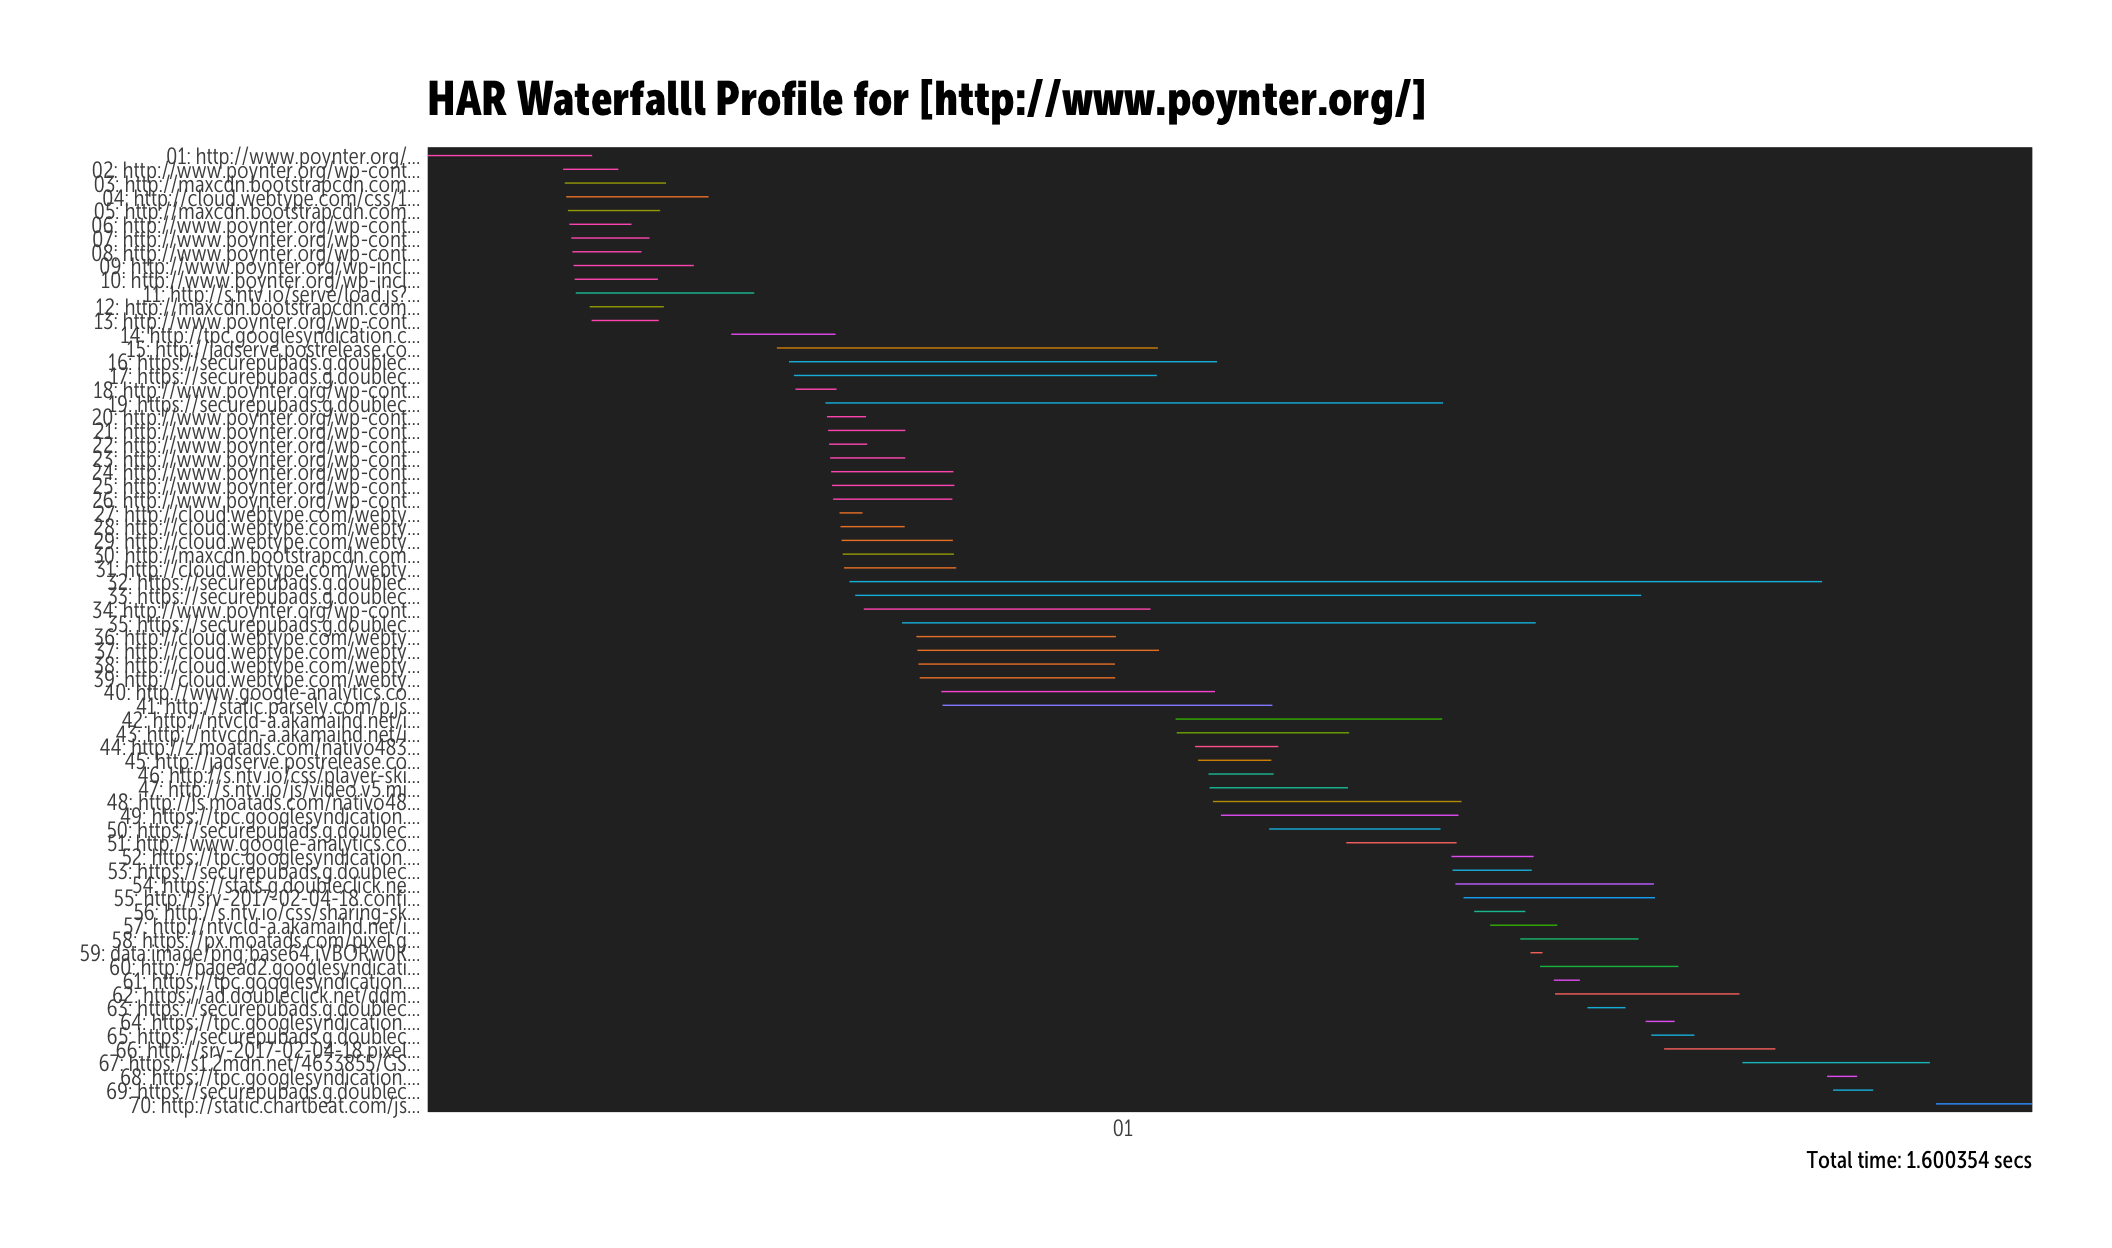 HAR Waterfalll Profile for [http://www.poynter.org/]
01: http://www.poynter.org/...
02: http://www.poynter.org/wp-cont...
03: http://maxcdn.bootstrapcdn.com...
04: http://cloud.webtype.com/css/1...
05: http://maxcdn.bootstrapcdn.com...
06: http://www.poynter.org/wp-cont...
07: http://www.poynter.org/wp-cont...
08: http://www.poynter.org/wp-cont...
09: http://www.poynter.org/wp-incl...
10: http://www.poynter.org/wp-incl...
11: http://s.ntv.io/serve/load.js?...
12: http://maxcdn.bootstrapcdn.com...
13: http://www.poynter.org/wp-cont...
14: http://tpc.googlesyndication.c...
15: http://jadserve.postrelease.co...
16: https://securepubads.g.doublec...
17: https://securepubads.g.doublec...
18: http://www.poynter.org/wp-cont...
19: https://securepubads.g.doublec...
20: http://www.poynter.org/wp-cont...
21: http://www.poynter.org/wp-cont...
22: http://www.poynter.org/wp-cont...
23: http://www.poynter.org/wp-cont...
24: http://www.poynter.org/wp-cont...
25: http://www.poynter.org/wp-cont...
26: http://www.poynter.org/wp-cont...
27: http://cloud.webtype.com/webty...
28: http://cloud.webtype.com/webty...
29: http://cloud.webtype.com/webty...
30: http://maxcdn.bootstrapcdn.com...
31: http://cloud.webtype.com/webty...
32: https://securepubads.g.doublec...
33: https://securepubads.g.doublec...
34: http://www.poynter.org/wp-cont...
35: https://securepubads.g.doublec...
36: http://cloud.webtype.com/webty...
37: http://cloud.webtype.com/webty...
38: http://cloud.webtype.com/webty...
39: http://cloud.webtype.com/webty...
40: http://www.google-analytics.co...
41: http://static.parsely.com/p.js...
42: http://ntvcld-a.akamaihd.net/i...
43: http://ntvcdn-a.akamaihd.net/j...
44: http://z.moatads.com/nativo483...
45: http://jadserve.postrelease.co...
46: http://s.ntv.io/css/player-ski...
47: http://s.ntv.io/js/video.v5.mi...
48: http://js.moatads.com/nativo48...
49: https://tpc.googlesyndication....
50: https://securepubads.g.doublec...
51: http://www.google-analytics.co...
52: https://tpc.googlesyndication....
53: https://securepubads.g.doublec...
54: https://stats.g.doubleclick.ne...
55: http://srv-2017-02-04-18.confi...
56: http://s.ntv.io/css/sharing-sk...
57: http://ntvcld-a.akamaihd.net/i...
58: https://px.moatads.com/pixel.g...
59: data:image/png;base64,iVBORw0K...
60: http://pagead2.googlesyndicati...
61: https://tpc.googlesyndication....
62: https://ad.doubleclick.net/ddm...
63: https://securepubads.g.doublec...
64: https://tpc.googlesyndication....
65: https://securepubads.g.doublec...
66: http://srv-2017-02-04-18.pixel...
67: https://s1.2mdn.net/4633855/GS...
68: https://tpc.googlesyndication....
69: https://securepubads.g.doublec...
70: http://static.chartbeat.com/js...
01
Total time: 1.600354 secs